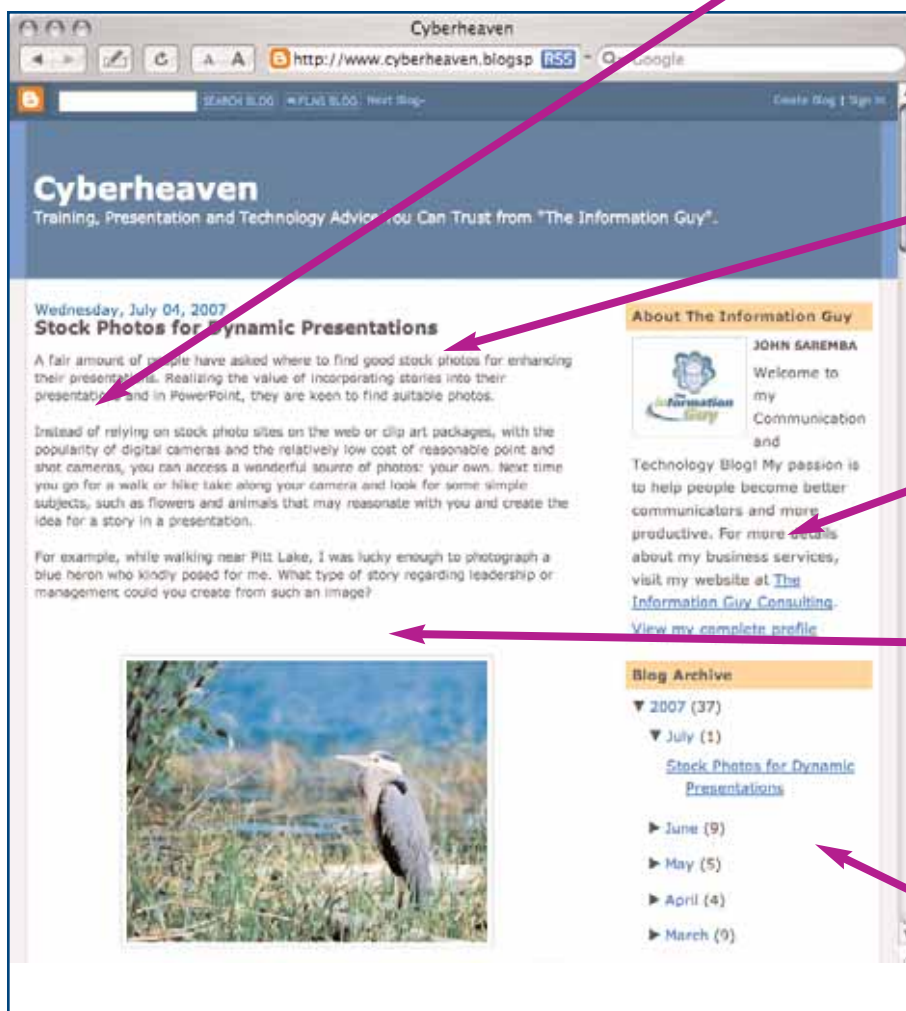 Cyberheaven
A A http://www.cyberheaven.blogsp RSS Google
SEARCH BLOG FLAG BLOG Next Blog» Create Blog | Sign In
Cyberheaven
Training, Presentation and Technology Advice You Can Trust from "The Information Guy".
Wednesday, July 04, 2007
Stock Photos for Dynamic Presentations
A fair amount of people have asked where to find good stock photos for enhancing
their presentations. Realizing the value of incorporating stories into their
presentations and in PowerPoint, they are keen to find suitable photos.
Instead of relying on stock photo sites on the web or clip art packages, with the
popularity of digital cameras and the relatively low cost of reasonable point and
shot cameras, you can access a wonderful source of photos: your own. Next time
you go for a walk or hike take along your camera and look for some simple
subjects, such as flowers and animals that may reasonate with you and create the
idea for a story in a presentation.
For example, while walking near Pitt Lake, I was lucky enough to photograph a
blue heron who kindly posed for me. What type of story regarding leadership or
management could you create from such an image?
About The Information Guy
The
information
Guy
JOHN SAREMBA
Welcome to
my
Communication
and
Technology Blog! My passion is
to help people become better
communicators and more
productive. For more details
about my business services,
visit my website at The
Information Guy Consulting.
View my complete profile
Blog Archive
▼ 2007 (37)
▼ July (1)
Stock Photos for Dynamic
Presentations
► June (9)
► May (5)
► April (4)
► March (9)